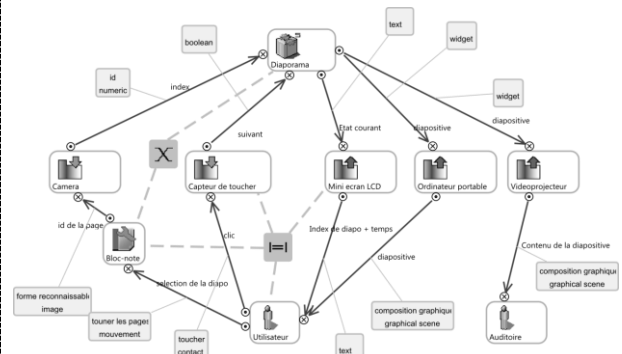 text
boolean
widget
Diaporama
id
numeric
index
widget
suivant
Etat courant
diapositive
diapositive
Camera
Capteur de toucher
Mini ecran LCD
Ordinateur portable
Videoprojecteur
id de la page
clic
Index de diapo + temps
Bloc-note
|=|
Contenu de la diapositive
diapositive
composition graphique
graphical scene
selection de la diapo
forme reconnaissabl
image
touner les pages
mouvement
composition graphique
graphical scene
Utilisateur
Auditoire
toucher
contact
text